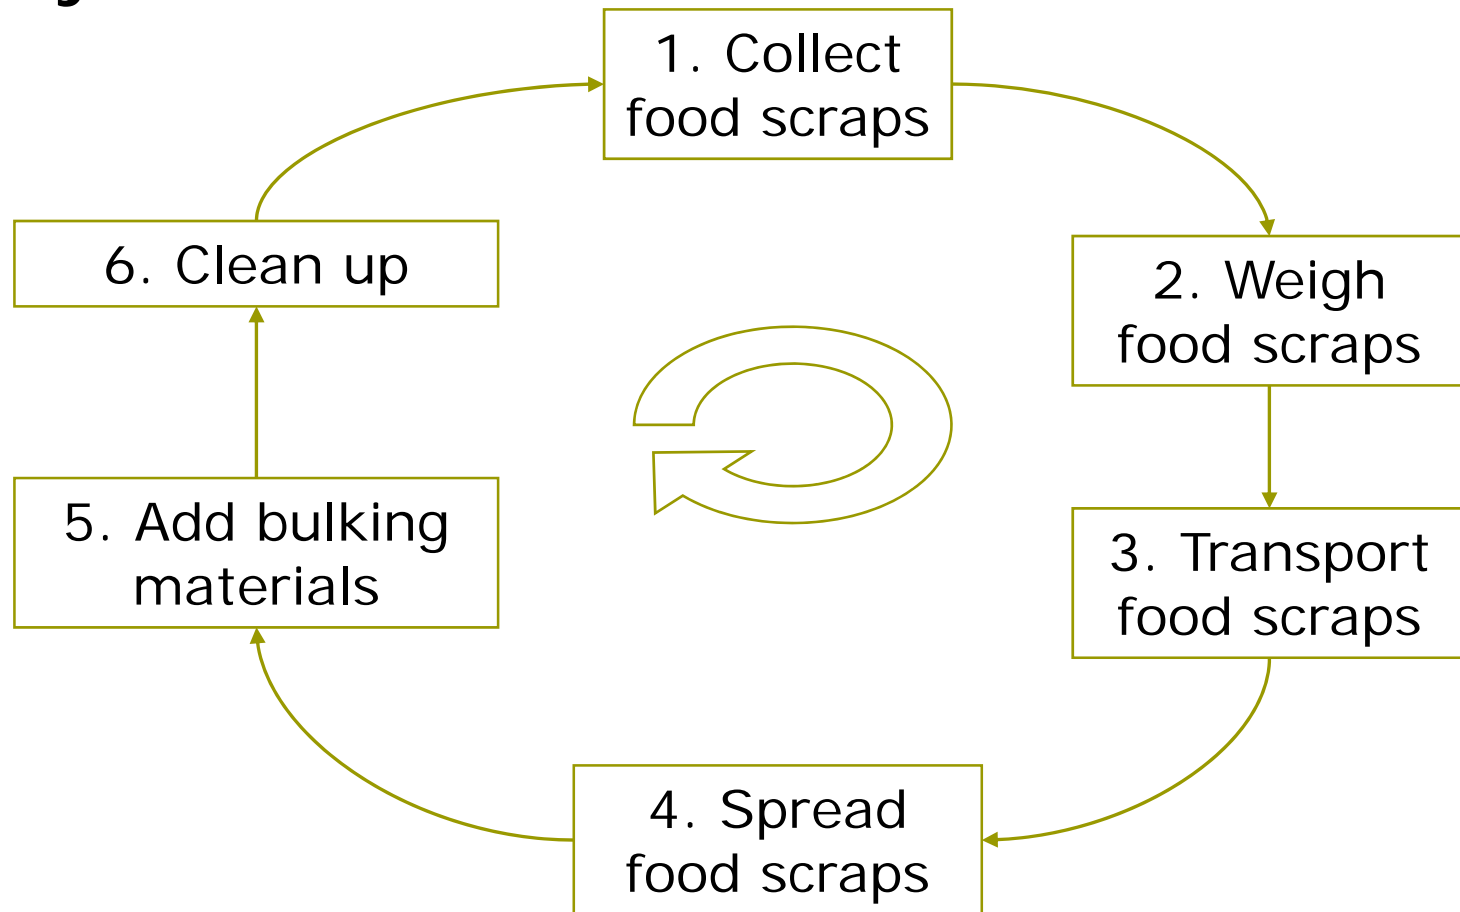 1. Collect
food scraps
2. Weigh
food scraps
3. Transport
food scraps
4. Spread
food scraps
5. Add bulking
materials
6. Clean up